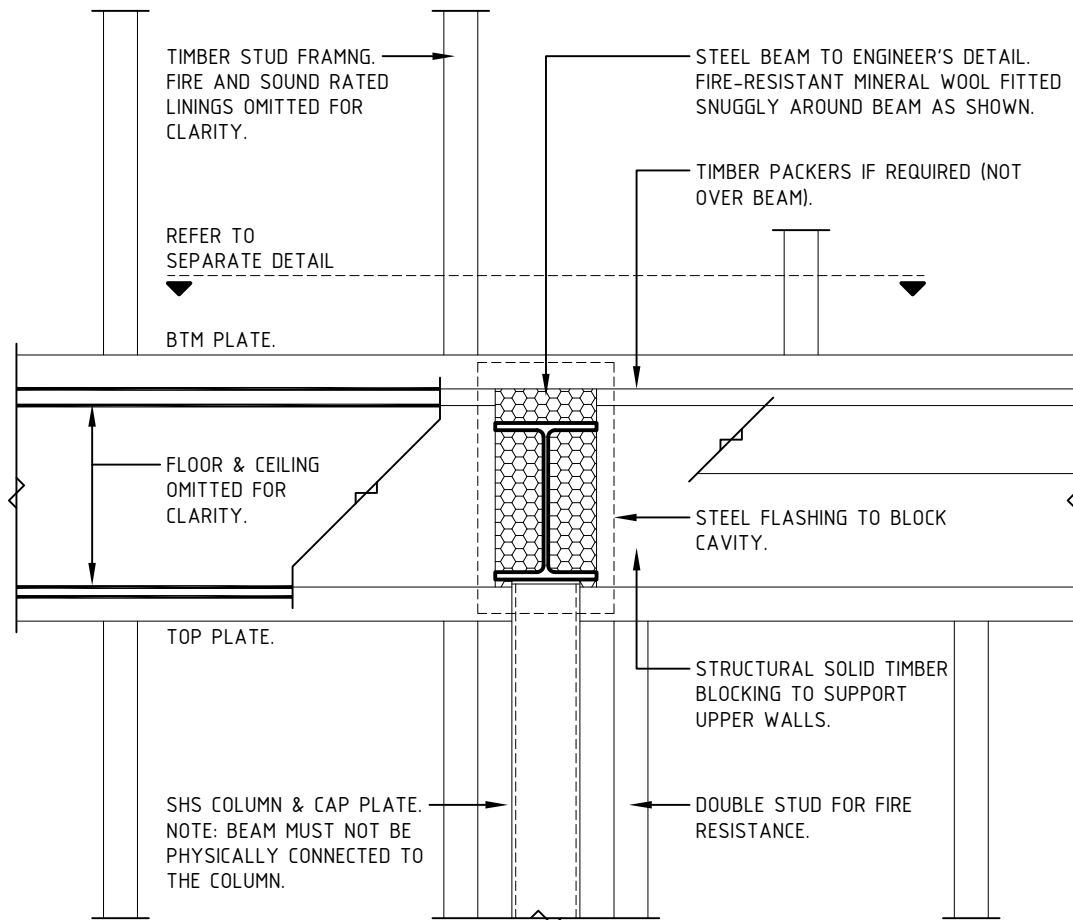 TIMBER STUD FRAMNG.
FIRE AND SOUND RATED
LININGS OMITTED FOR
CLARITY.
STEEL BEAM TO ENGINEER'S DETAIL.
FIRE-RESISTANT MINERAL WOOL FITTED
SNUGGLY AROUND BEAM AS SHOWN.
TIMBER PACKERS IF REQUIRED (NOT
OVER BEAM).
REFER TO
SEPARATE DETAIL
BTM PLATE.
FLOOR & CEILING
OMITTED FOR
CLARITY.
STEEL FLASHING TO BLOCK
CAVITY.
TOP PLATE.
STRUCTURAL SOLID TIMBER
BLOCKING TO SUPPORT
UPPER WALLS.
SHS COLUMN & CAP PLATE.
NOTE: BEAM MUST NOT BE
PHYSICALLY CONNECTED TO
THE COLUMN.
DOUBLE STUD FOR FIRE
RESISTANCE.